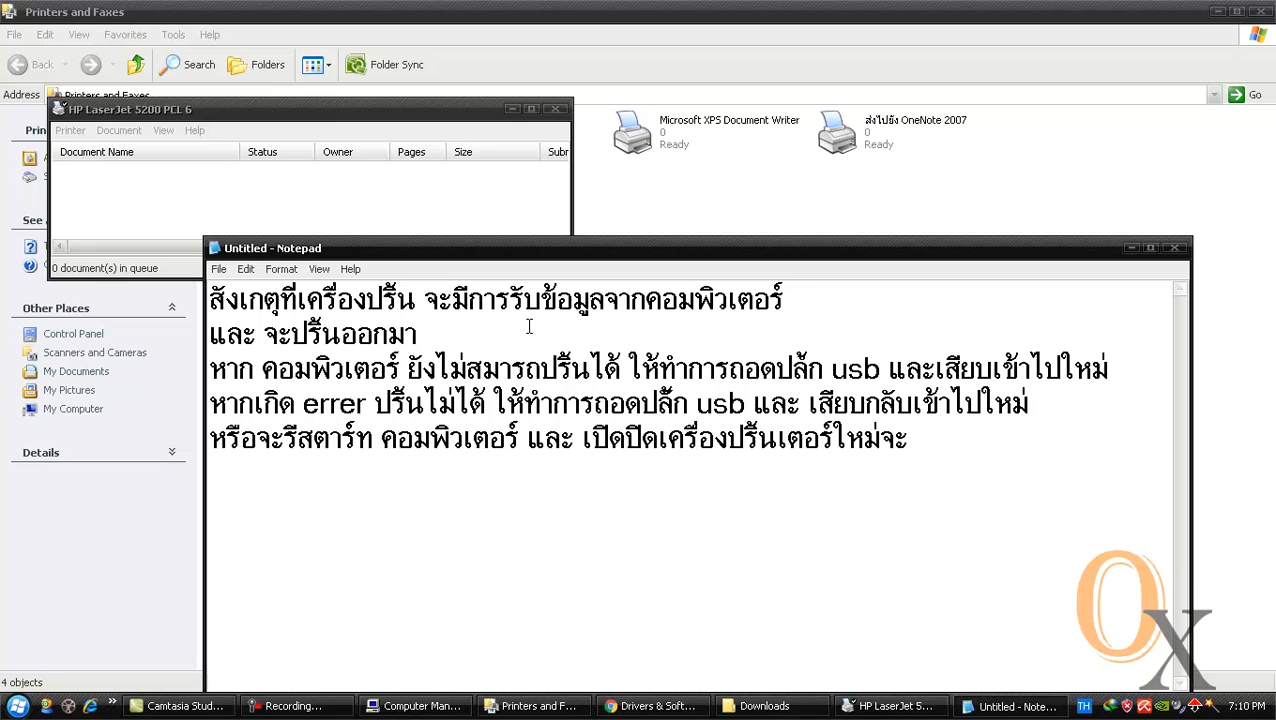 Printers and Faxes
File Edit View Favorites Tools Help
Back Search Folders Folder Sync
Address Printers and Faxes Go
HP LaserJet 5200 PCL 6
Printer Document View Help
Document Name Status Owner Pages Size Subr
0 document(s) in queue
Microsoft XPS Document Writer
0
Ready
ส่งไปยัง OneNote 2007
0
Ready
Prin
See
Other Places
Control Panel
Scanners and Cameras
My Documents
My Pictures
My Computer
Details
4 objects
Untitled - Notepad
File Edit Format View Help
สังเกตุที่เครื่องปริ้น จะมีการรับข้อมูลจากคอมพิวเตอร์
และ จะปริ้นออกมา
หาก คอมพิวเตอร์ ยังไม่สมารถปริ้นได้ ให้ทำการถอดปลั้ก usb และเสียบเข้าไปใหม่
หากเกิด errer ปริ้นไม่ได้ ให้ทำการถอดปลั้ก usb และ เสียบกลับเข้าไปใหม่
หรือจะรีสตาร์ท คอมพิวเตอร์ และ เปิดปิดเครื่องปริ้นเตอร์ใหม่จะ
OX
Camtasia Stud... Recording... Computer Man... Printers and F... Drivers & Soft... Downloads HP LaserJet 5... Untitled - Note... TH 7:10 PM